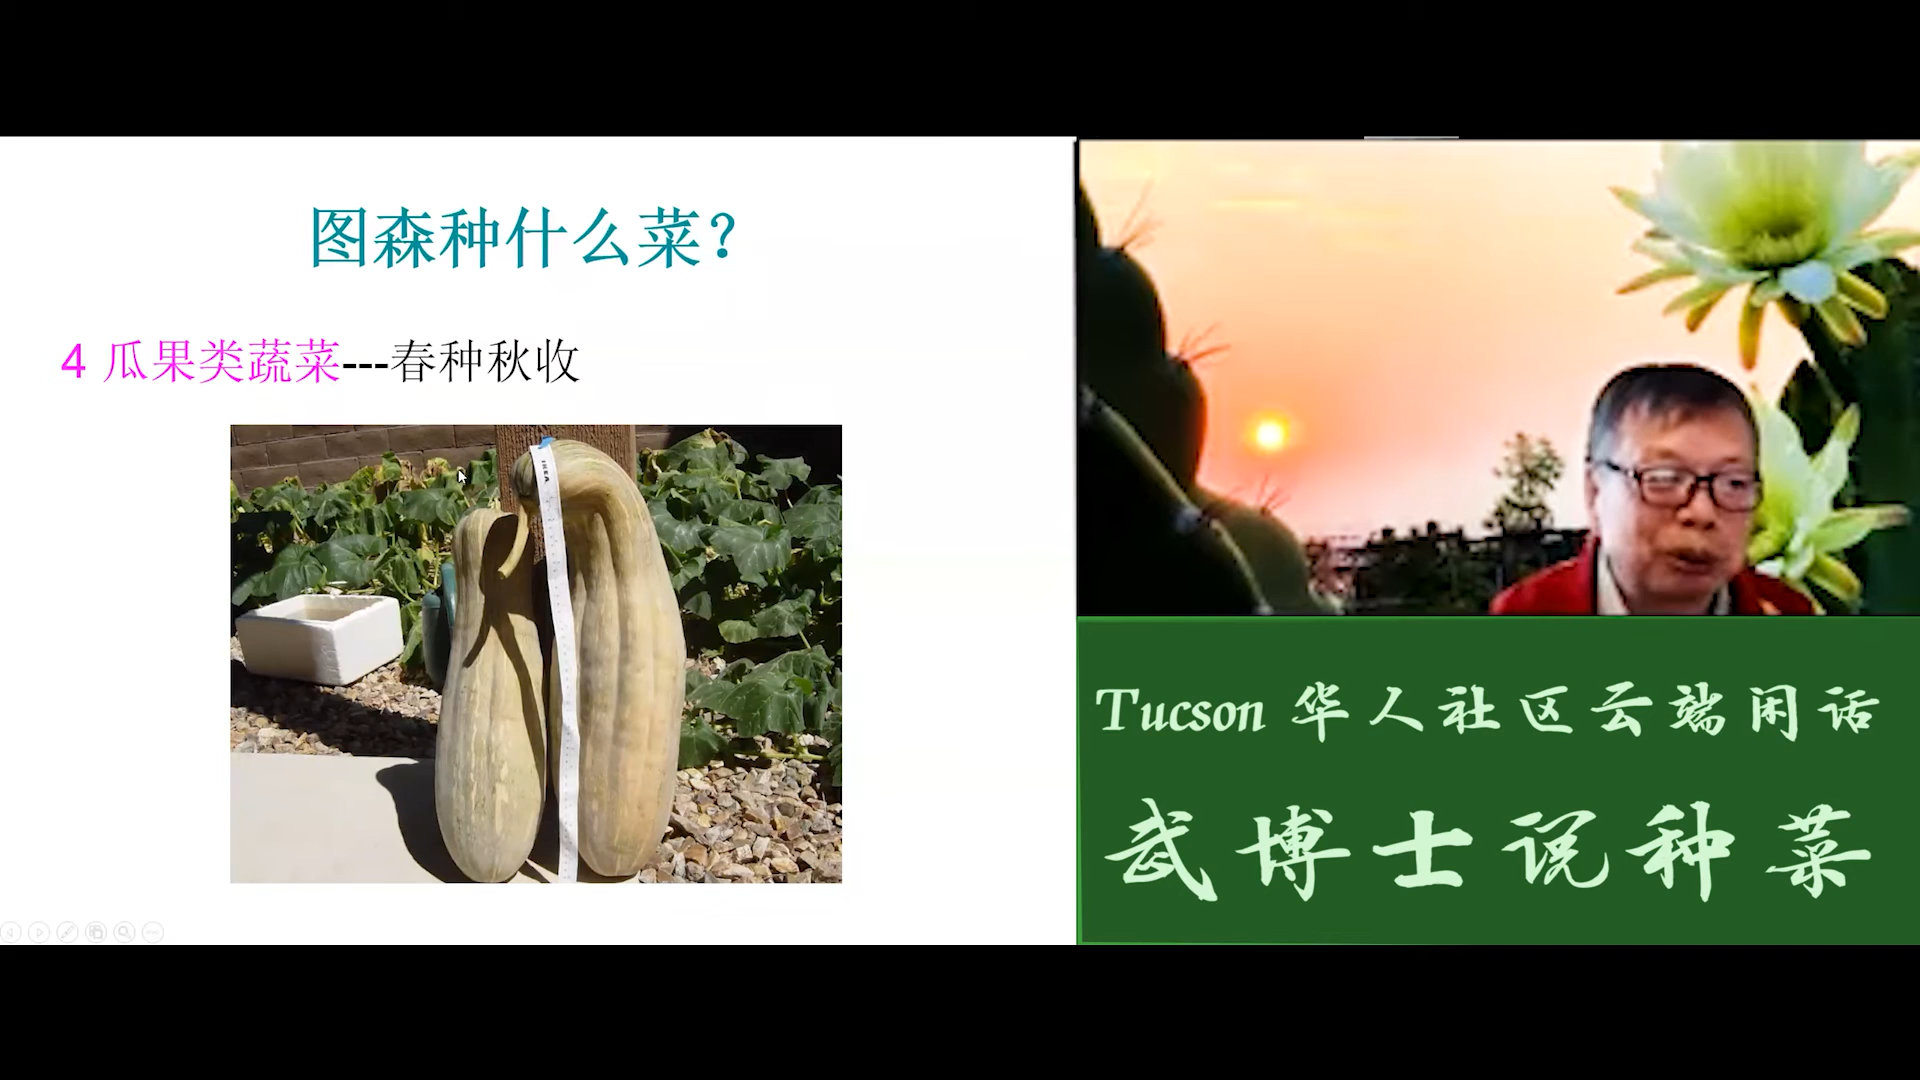 图森种什么菜?
4 瓜果类蔬菜---春种秋收
IKEA
Tucson 华人社区云端闲话
武博士说种菜